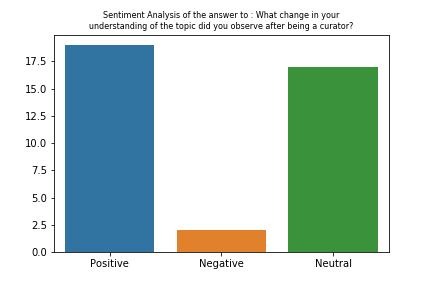 Sentiment Analysis of the answer to : What change in your
understanding of the topic did you observe after being a curator?
17.5
15.0
12.5
10.0
7.5
5.0
2.5
0.0
Positive Negative Neutral